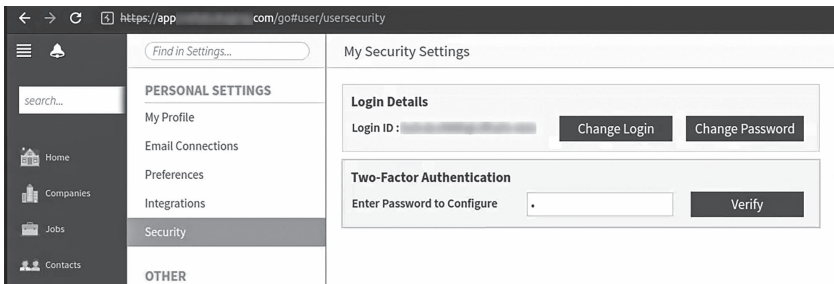 https://app com/go#user/usersecurity
Find in Settings...
My Security Settings
search...
PERSONAL SETTINGS
My Profile
Email Connections
Preferences
Integrations
Security
OTHER
Home
Companies
Jobs
Contacts
Login Details
Login ID :
Change Login
Change Password
Two-Factor Authentication
Enter Password to Configure
Verify